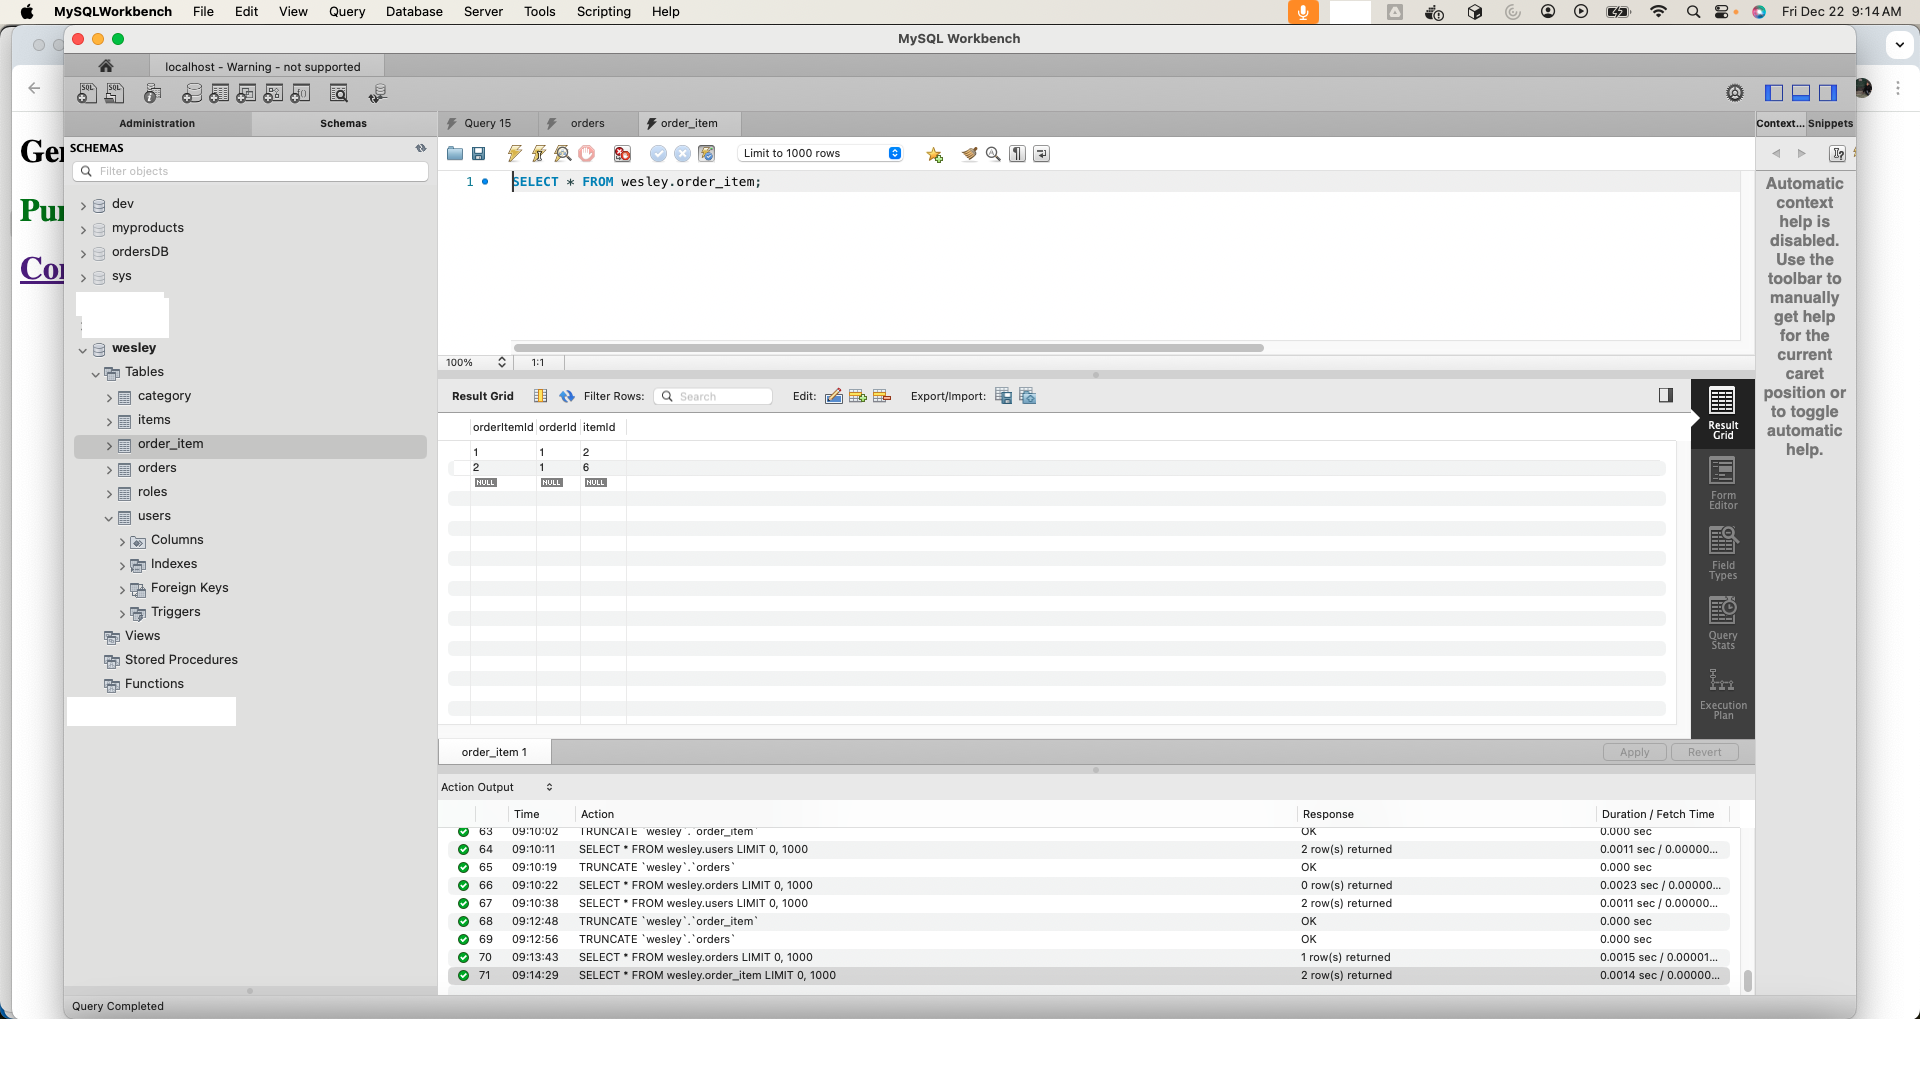 MySQLWorkbench File Edit View Query Database Server Tools Scripting Help Fri Dec 22 9:14 AM
MySQL Workbench
localhost - Warning - not supported
Administration Schemas
Query 15 orders order_item
Context... Snippets
SCHEMAS
Filter objects
dev
myproducts
ordersDB
sys
wesley
Tables
category
items
order_item
orders
roles
users
Columns
Indexes
Foreign Keys
Triggers
Views
Stored Procedures
Functions
Limit to 1000 rows
1 SELECT * FROM wesley.order_item;
100% 1:1
Result Grid Filter Rows: Search Edit: Export/Import:
orderItemId orderId itemId
1 1 2
2 1 6
NULL NULL NULL
Result
Grid
Form
Editor
Field
Types
Query
Stats
Execution
Plan
Automatic
context
help is
disabled.
Use the
toolbar to
manually
get help
for the
current
caret
position or
to toggle
automatic
help.
order_item 1 Apply Revert
Action Output
Time Action Response Duration / Fetch Time
63 09:10:02 TRUNCATE `wesley`.`order_item` OK 0.000 sec
64 09:10:11 SELECT * FROM wesley.users LIMIT 0, 1000 2 row(s) returned 0.0011 sec / 0.00000...
65 09:10:19 TRUNCATE `wesley`.`orders` OK 0.000 sec
66 09:10:22 SELECT * FROM wesley.orders LIMIT 0, 1000 0 row(s) returned 0.0023 sec / 0.00000...
67 09:10:38 SELECT * FROM wesley.users LIMIT 0, 1000 2 row(s) returned 0.0011 sec / 0.00000...
68 09:12:48 TRUNCATE `wesley`.`order_item` OK 0.000 sec
69 09:12:56 TRUNCATE `wesley`.`orders` OK 0.000 sec
70 09:13:43 SELECT * FROM wesley.orders LIMIT 0, 1000 1 row(s) returned 0.0015 sec / 0.00001...
71 09:14:29 SELECT * FROM wesley.order_item LIMIT 0, 1000 2 row(s) returned 0.0014 sec / 0.00000...
Query Completed